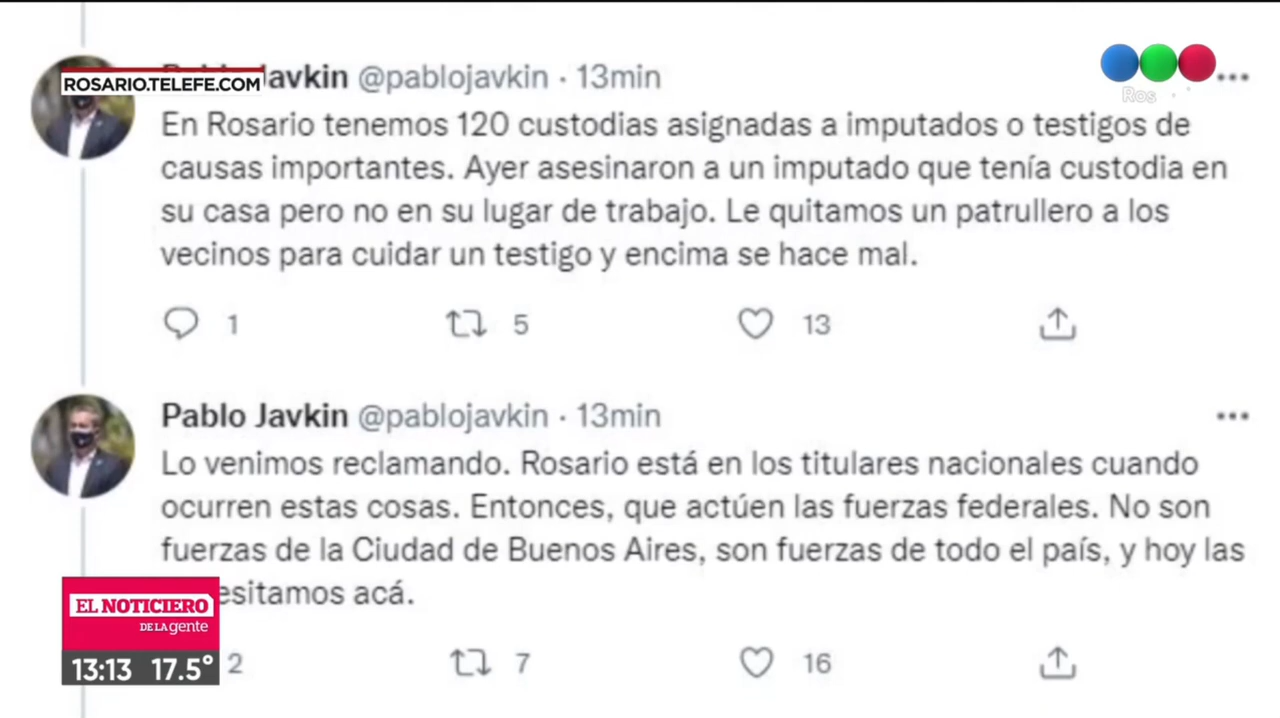 ROSARIO.TELEFE.COM
Javkin @pablojavkin · 13min
Ros
En Rosario tenemos 120 custodias asignadas a imputados o testigos de
causas importantes. Ayer asesinaron a un imputado que tenía custodia en
su casa pero no en su lugar de trabajo. Le quitamos un patrullero a los
vecinos para cuidar un testigo y encima se hace mal.
1 5 13
Pablo Javkin @pablojavkin · 13min
Lo venimos reclamando. Rosario está en los titulares nacionales cuando
ocurren estas cosas. Entonces, que actúen las fuerzas federales. No son
fuerzas de la Ciudad de Buenos Aires, son fuerzas de todo el país, y hoy las
esitamos acá.
2 7 16
EL NOTICIERO
DE LA gente
13:13 17.5°